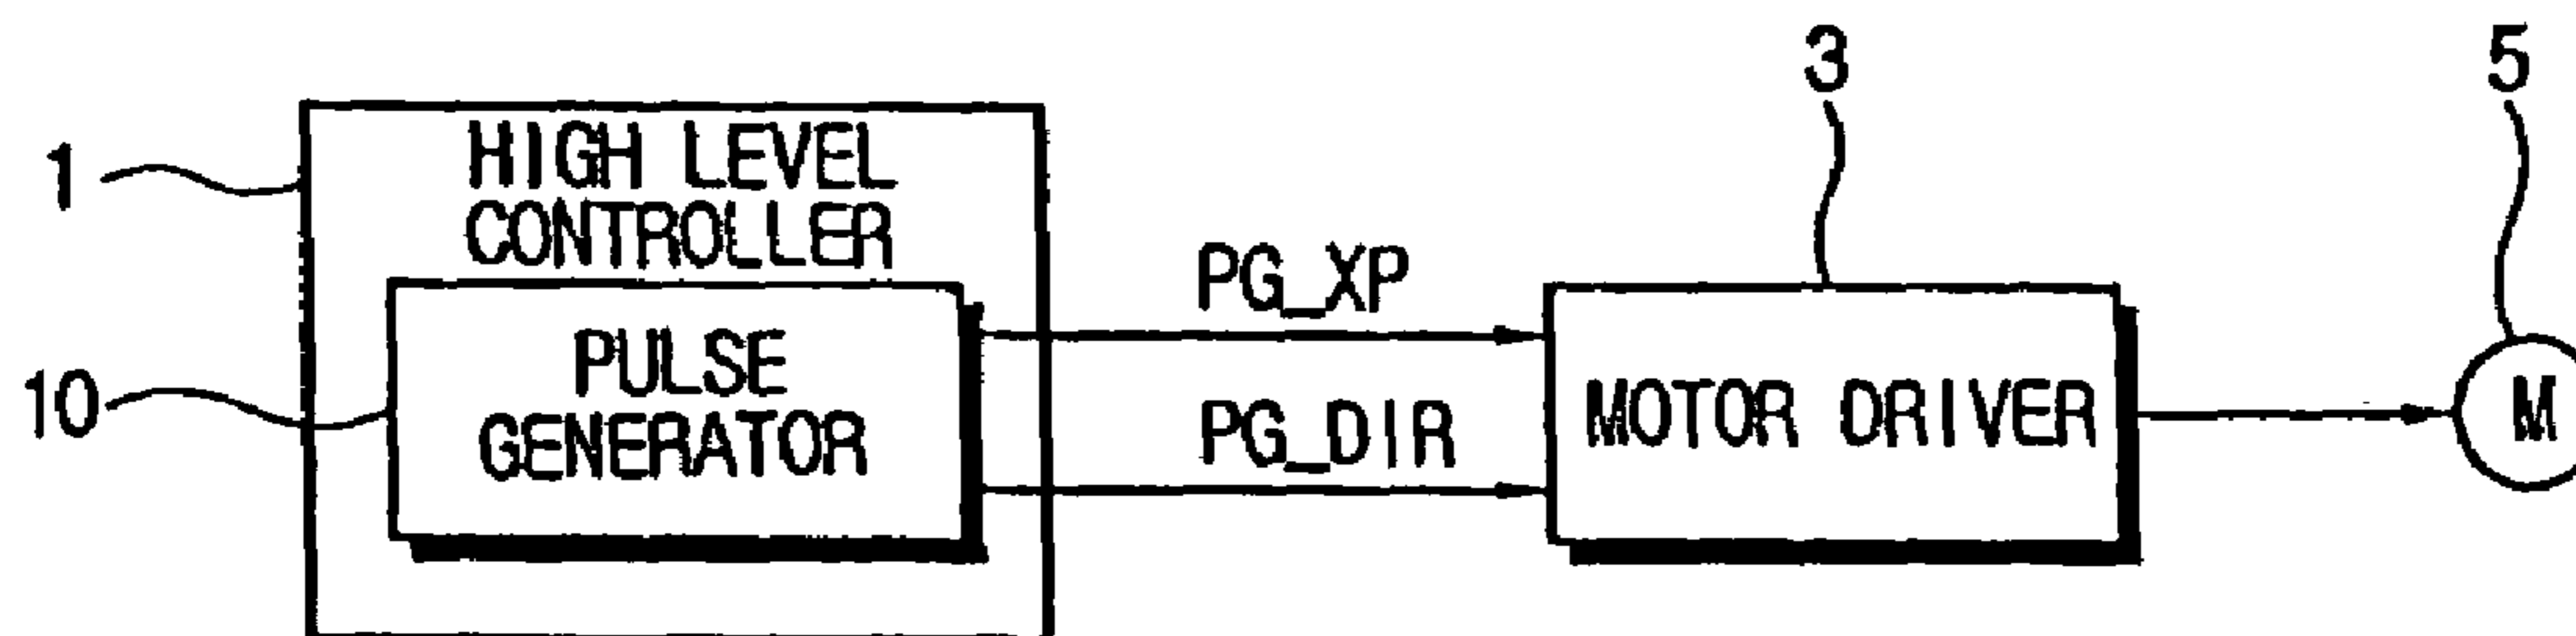 3
5
1
HIGH LEVEL
CONTROLLER
PG_XP
10
PULSE
GENERATOR
PG_DIR
MOTOR DRIVER
M